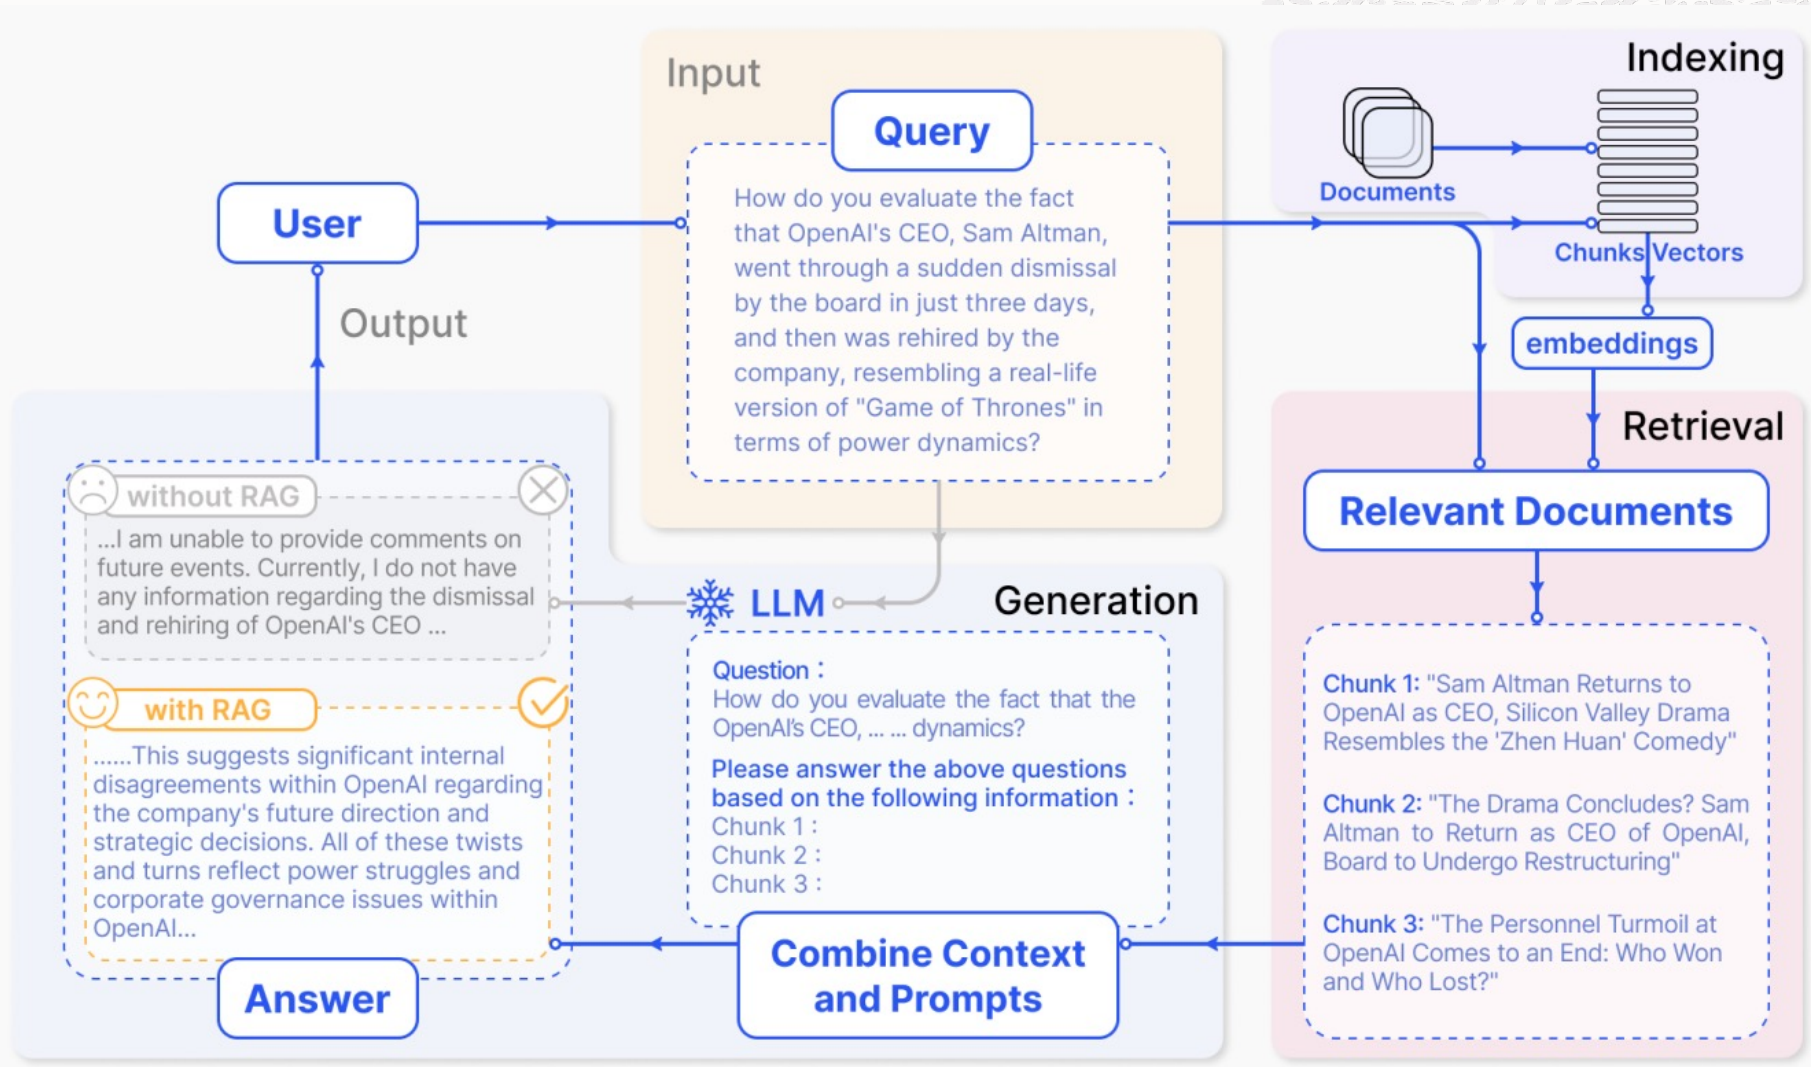 Input
Query
How do you evaluate the fact
that OpenAI's CEO, Sam Altman,
went through a sudden dismissal
by the board in just three days,
and then was rehired by the
company, resembling a real-life
version of "Game of Thrones" in
terms of power dynamics?
Indexing
Documents
Chunks Vectors
embeddings
User
Output
Retrieval
Relevant Documents
Chunk 1: "Sam Altman Returns to
OpenAI as CEO, Silicon Valley Drama
Resembles the 'Zhen Huan' Comedy"
Chunk 2: "The Drama Concludes? Sam
Altman to Return as CEO of OpenAI,
Board to Undergo Restructuring"
Chunk 3: "The Personnel Turmoil at
OpenAI Comes to an End: Who Won
and Who Lost?"
Generation
LLM
Question :
How do you evaluate the fact that the
OpenAI's CEO, ... ... dynamics?
Please answer the above questions
based on the following information :
Chunk 1 :
Chunk 2 :
Chunk 3 :
Combine Context
and Prompts
without RAG
...I am unable to provide comments on
future events. Currently, I do not have
any information regarding the dismissal
and rehiring of OpenAI's CEO ...
with RAG
......This suggests significant internal
disagreements within OpenAI regarding
the company's future direction and
strategic decisions. All of these twists
and turns reflect power struggles and
corporate governance issues within
OpenAI...
Answer